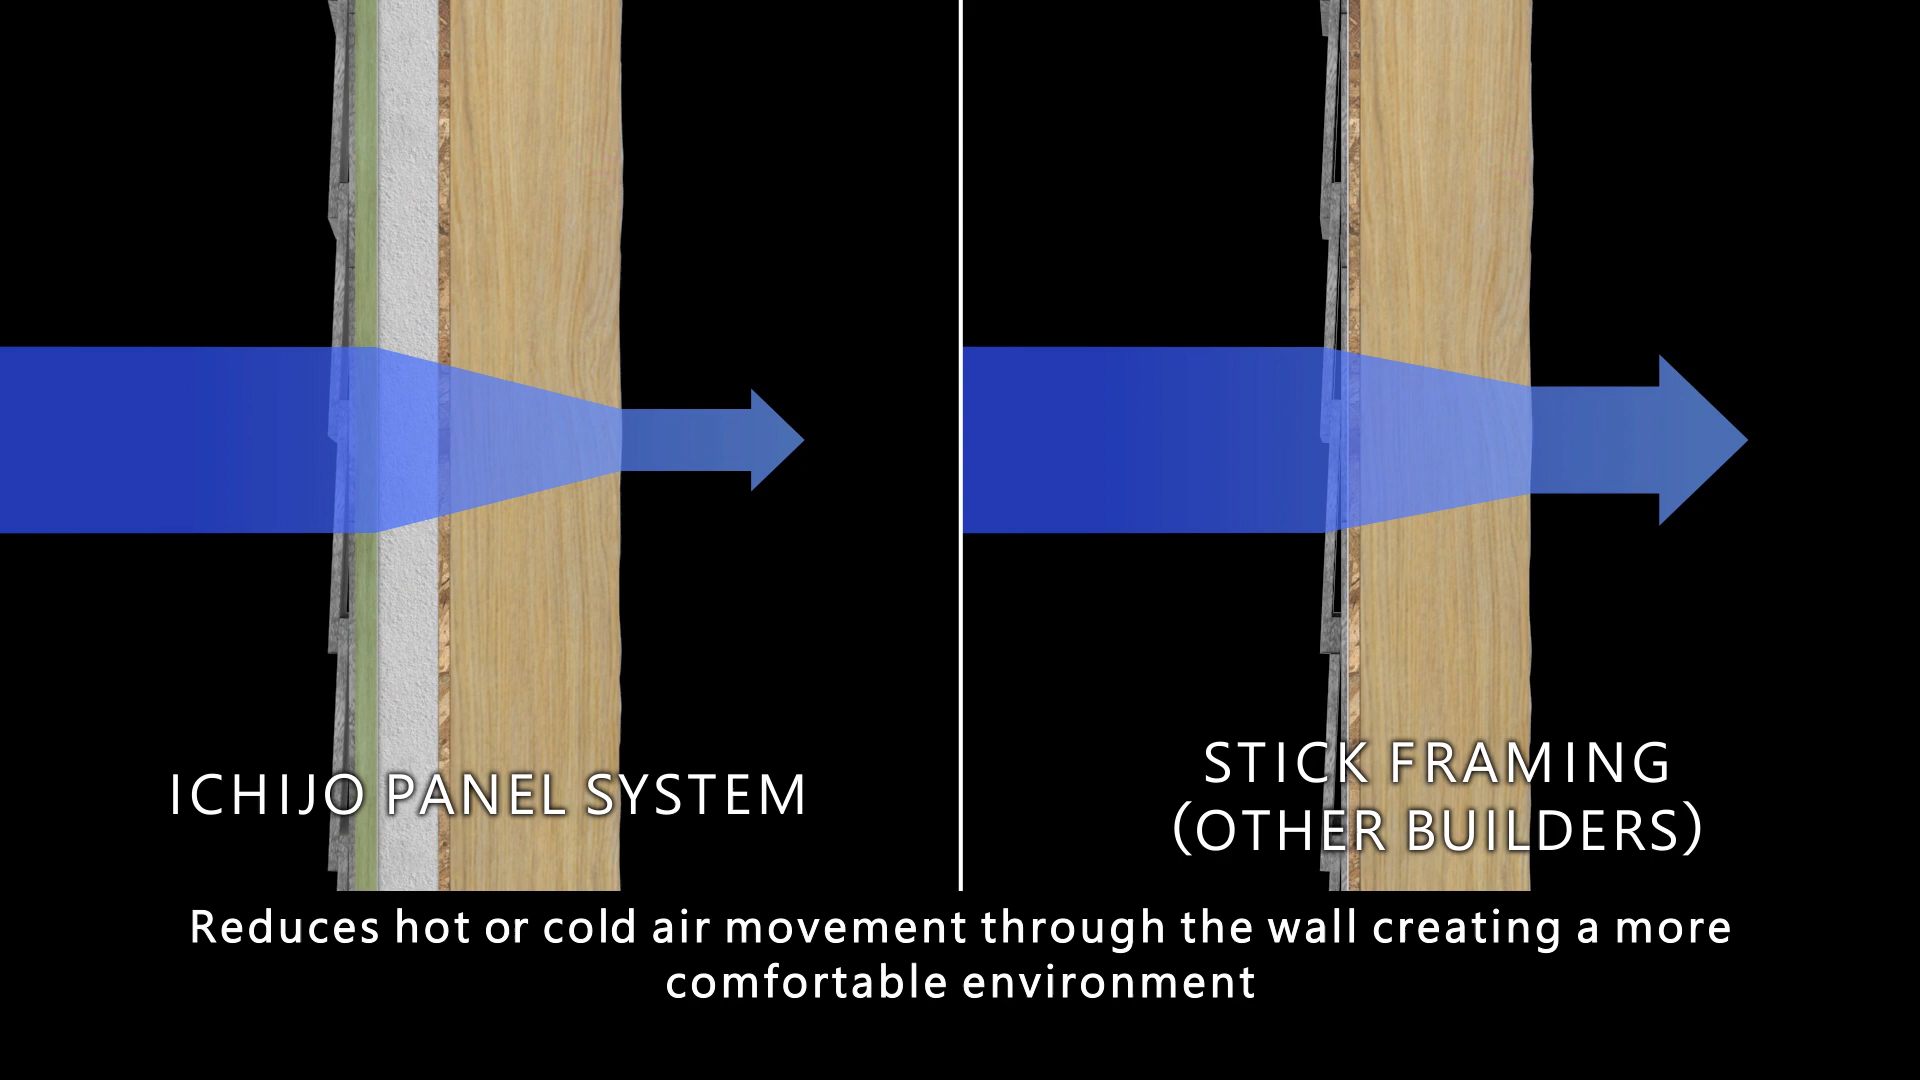 ICHIJO PANEL SYSTEM
STICK FRAMING
(OTHER BUILDERS)
Reduces hot or cold air movement through the wall creating a more
comfortable environment